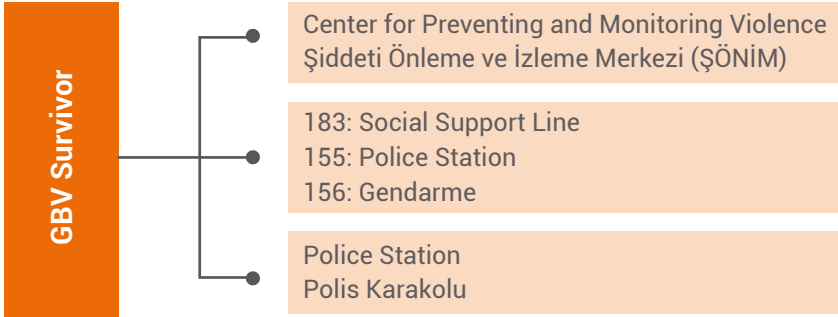 GBV Survivor
Center for Preventing and Monitoring Violence
Şiddeti Önleme ve İzleme Merkezi (ŞÖNİM)
183: Social Support Line
155: Police Station
156: Gendarme
Police Station
Polis Karakolu